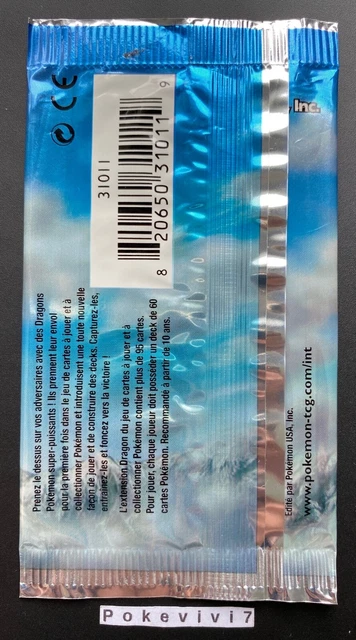 , Inc.
31011
8 20650 31011 9
CE
Prenez le dessus sur vos adversaires avec des Dragons
Pokémon super-puissants ! Ils prennent leur envol
pour la première fois dans le jeu de cartes à jouer et à
collectionner Pokémon et introduisent une toute nouvelle
façon de jouer et de construire des decks. Capturez-les,
entraînez-les et foncez vers la victoire !
L'extension Dragon du jeu de cartes à jouer et à
collectionner Pokémon contient plus de 95 cartes.
Pour jouer, chaque joueur doit posséder un deck de 60
cartes Pokémon. Recommandé à partir de 10 ans.
Edité par Pokémon USA, Inc.
www.pokemon-tcg.com/int
Pokevivi7